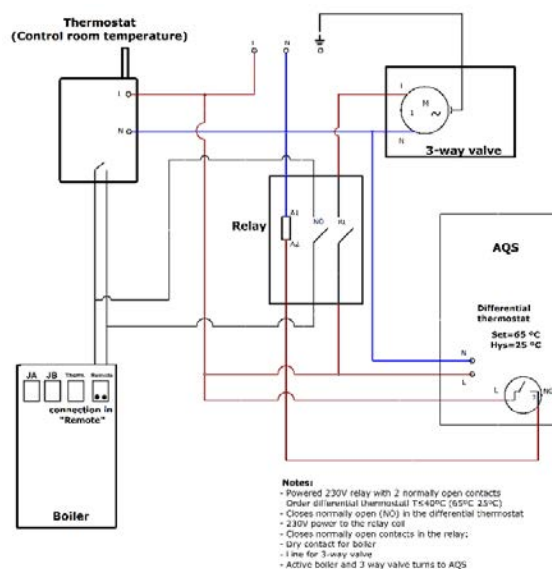 Thermostat
(Control room temperature)
I
N
I
N
I
M
1
N
3-way valve
Relay
A1
A2
NO
AQS
Differential
thermostat
Set=65 ºC
Hys=25 ºC
N
L
L
NO
JA
JB
Therm.
Remote
connection in
"Remote"
Boiler
Notes:
- Powered 230V relay with 2 normally open contacts
Order differential thermostatl T≤40ºC (65ºC 25ºC)
- Closes normally open (NO) in the differential thermostat
- 230V power to the relay coil
- Closes normally open contacts in the relay;
- Dry contact for boiler
- Line for 3-way valve
- Active boiler and 3 way valve turns to AQS